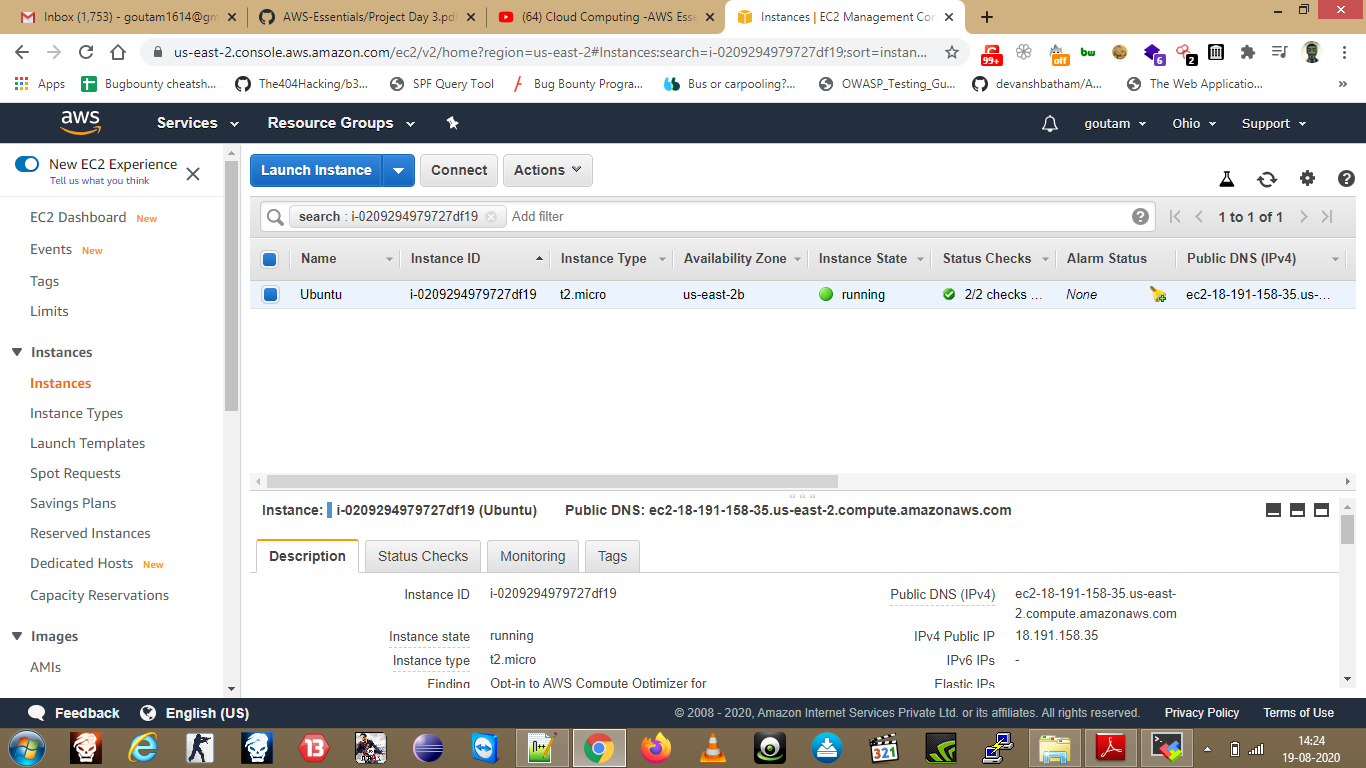 Inbox (1,753) - goutam1614@gm
AWS-Essentials/Project Day 3.pdf
(64) Cloud Computing -AWS Esse
Instances | EC2 Management Con
us-east-2.console.aws.amazon.com/ec2/v2/home?region=us-east-2#Instances:search=i-0209294979727df19;sort=instan...
99+
off
bw
6
2
Apps
Bugbounty cheatsh...
The404Hacking/b3...
SPF Query Tool
Bug Bounty Progra...
Bus or carpooling?...
OWASP_Testing_Gu...
devanshbatham/A...
The Web Applicatio...
»
aws
Services
Resource Groups
goutam
Ohio
Support
New EC2 Experience
Tell us what you think
EC2 Dashboard New
Events New
Tags
Limits
Instances
Instances
Instance Types
Launch Templates
Spot Requests
Savings Plans
Reserved Instances
Dedicated Hosts New
Capacity Reservations
Images
AMIs
Launch Instance
Connect
Actions
search : i-0209294979727df19
Add filter
1 to 1 of 1
Name Instance ID Instance Type Availability Zone Instance State Status Checks Alarm Status Public DNS (IPv4)
Ubuntu i-0209294979727df19 t2.micro us-east-2b running 2/2 checks ... None ec2-18-191-158-35.us-...
Instance: i-0209294979727df19 (Ubuntu) Public DNS: ec2-18-191-158-35.us-east-2.compute.amazonaws.com
Description Status Checks Monitoring Tags
Instance ID i-0209294979727df19
Instance state running
Instance type t2.micro
Finding Opt-in to AWS Compute Optimizer for
Public DNS (IPv4) ec2-18-191-158-35.us-east-
2.compute.amazonaws.com
IPv4 Public IP 18.191.158.35
IPv6 IPs -
Elastic IPs
Feedback
English (US)
© 2008 - 2020, Amazon Internet Services Private Ltd. or its affiliates. All rights reserved.
Privacy Policy
Terms of Use
13
321
14:24
19-08-2020